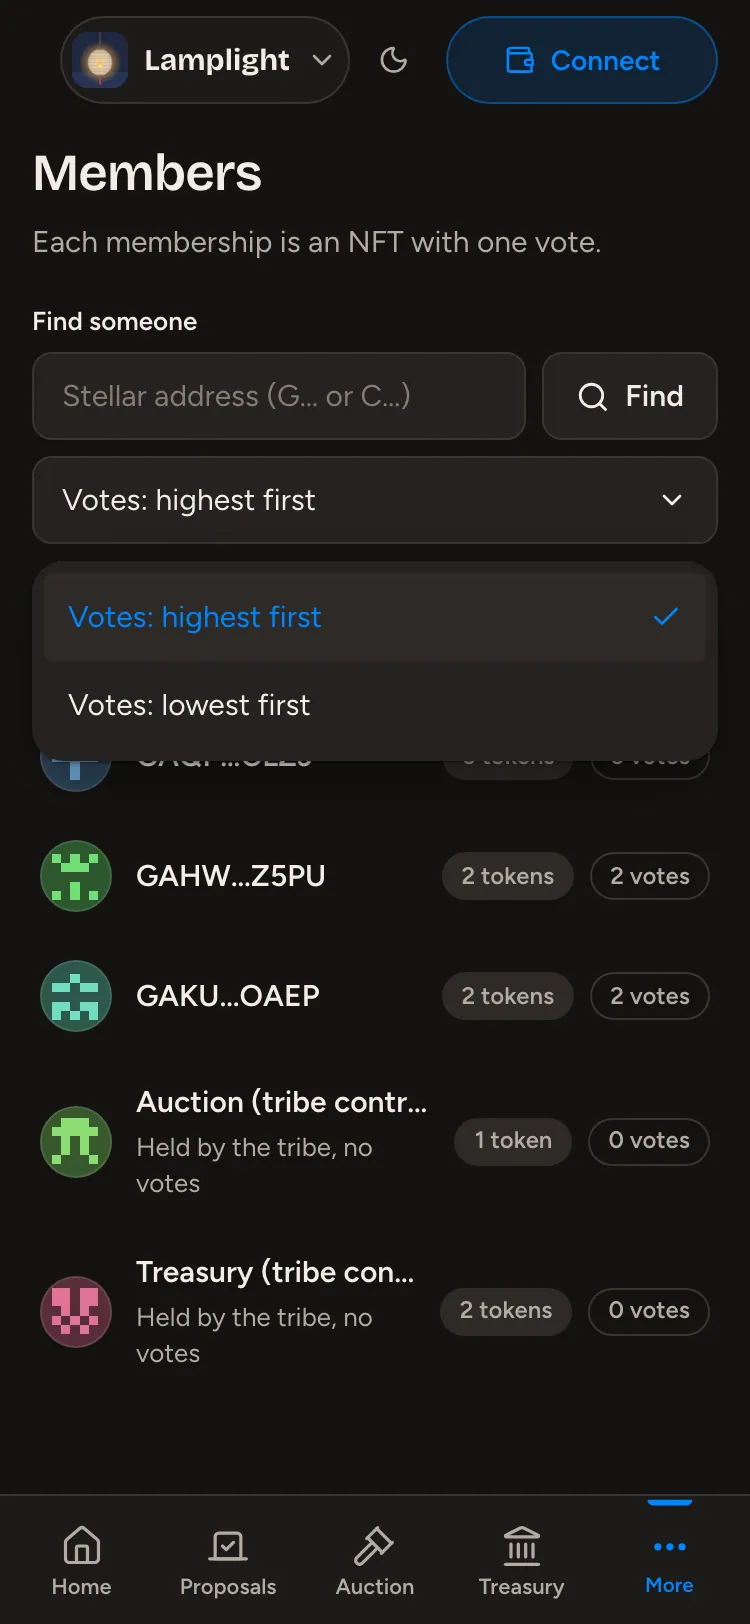 Lamplight
Connect
Members
Each membership is an NFT with one vote.
Find someone
Stellar address (G... or C...)
Find
Votes: highest first
Votes: highest first
Votes: lowest first
GAHW...Z5PU
2 tokens
2 votes
GAKU...OAEP
2 tokens
2 votes
Auction (tribe contr...
Held by the tribe, no
votes
1 token
0 votes
Treasury (tribe con...
Held by the tribe, no
votes
2 tokens
0 votes
Home
Proposals
Auction
Treasury
More